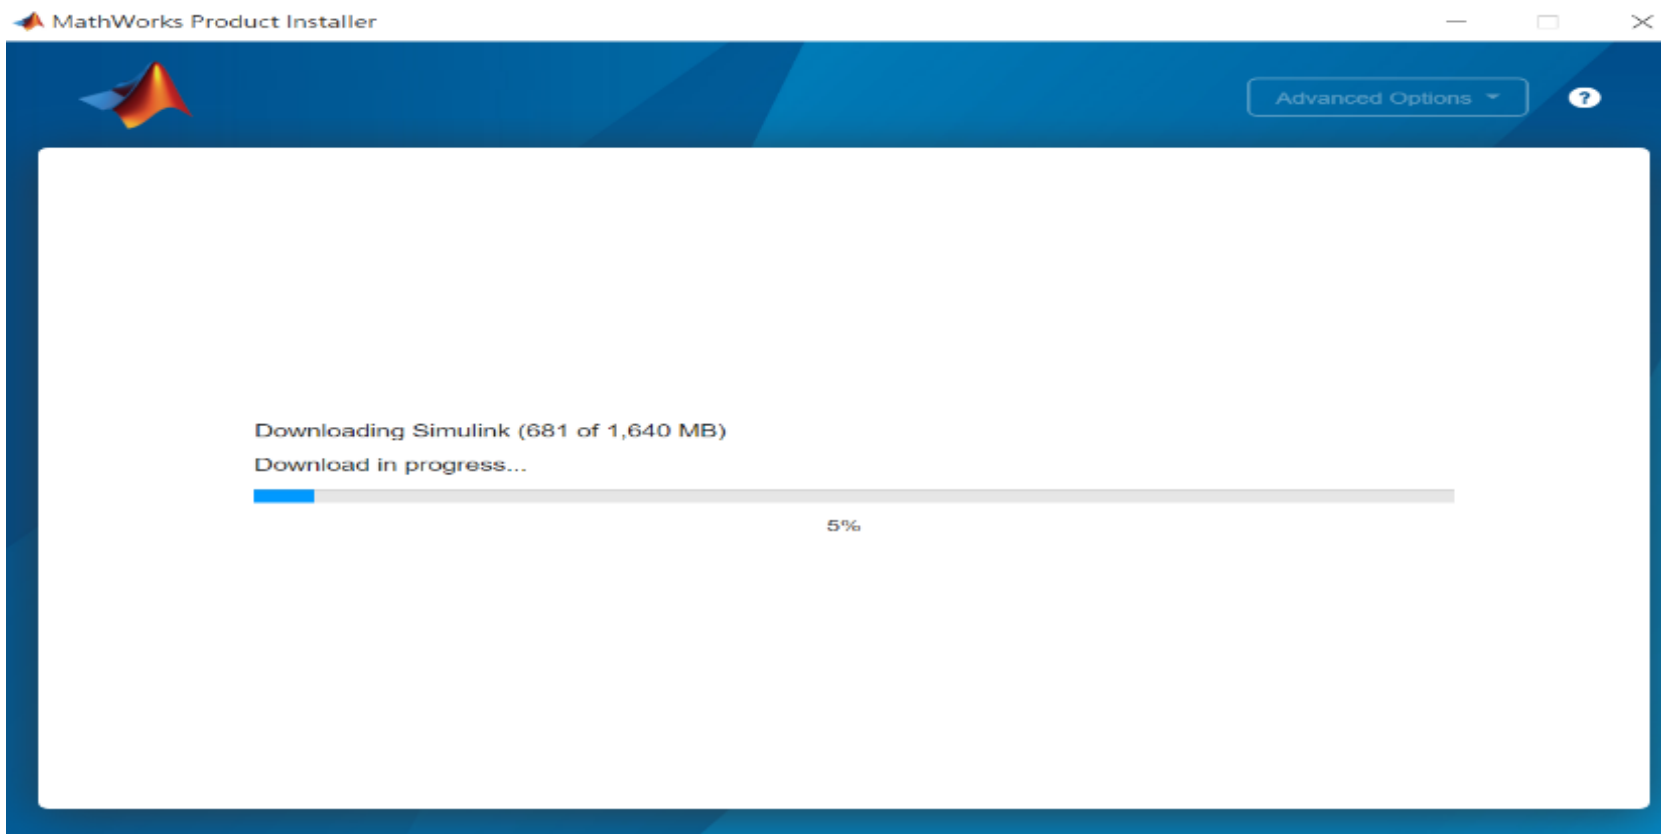 MathWorks Product Installer
Advanced Options
?
Downloading Simulink (681 of 1,640 MB)
Download in progress...
5%